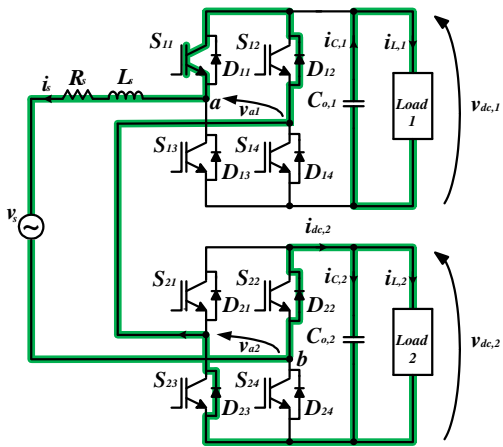 S11 S12
iC,1 iL,1
is Rs Ls
D11 D12
a
va1
Co,1 Load 1
vdc,1
S13 S14
D13 D14
vs
idc,2
S21 S22
iC,2 iL,2
D21 D22
va2
Co,2 Load 2
vdc,2
b
S23 S24
D23 D24